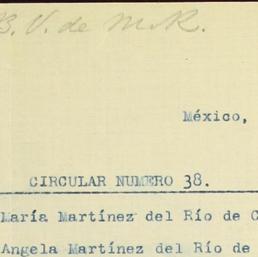 B. V. de M. R.
México,
CIRCULAR NUMERO 38.
María Martínez del Río de C
Angela Martínez del Río de